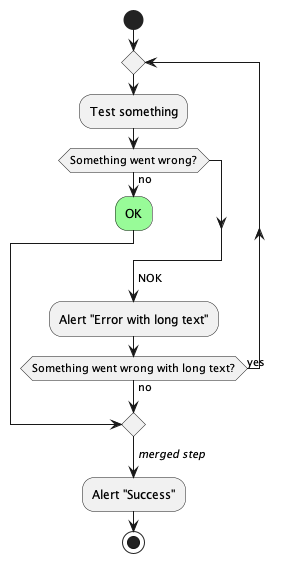 Test something
Something went wrong?
no
OK
NOK
Alert "Error with long text"
Something went wrong with long text?
yes
no
merged step
Alert "Success"